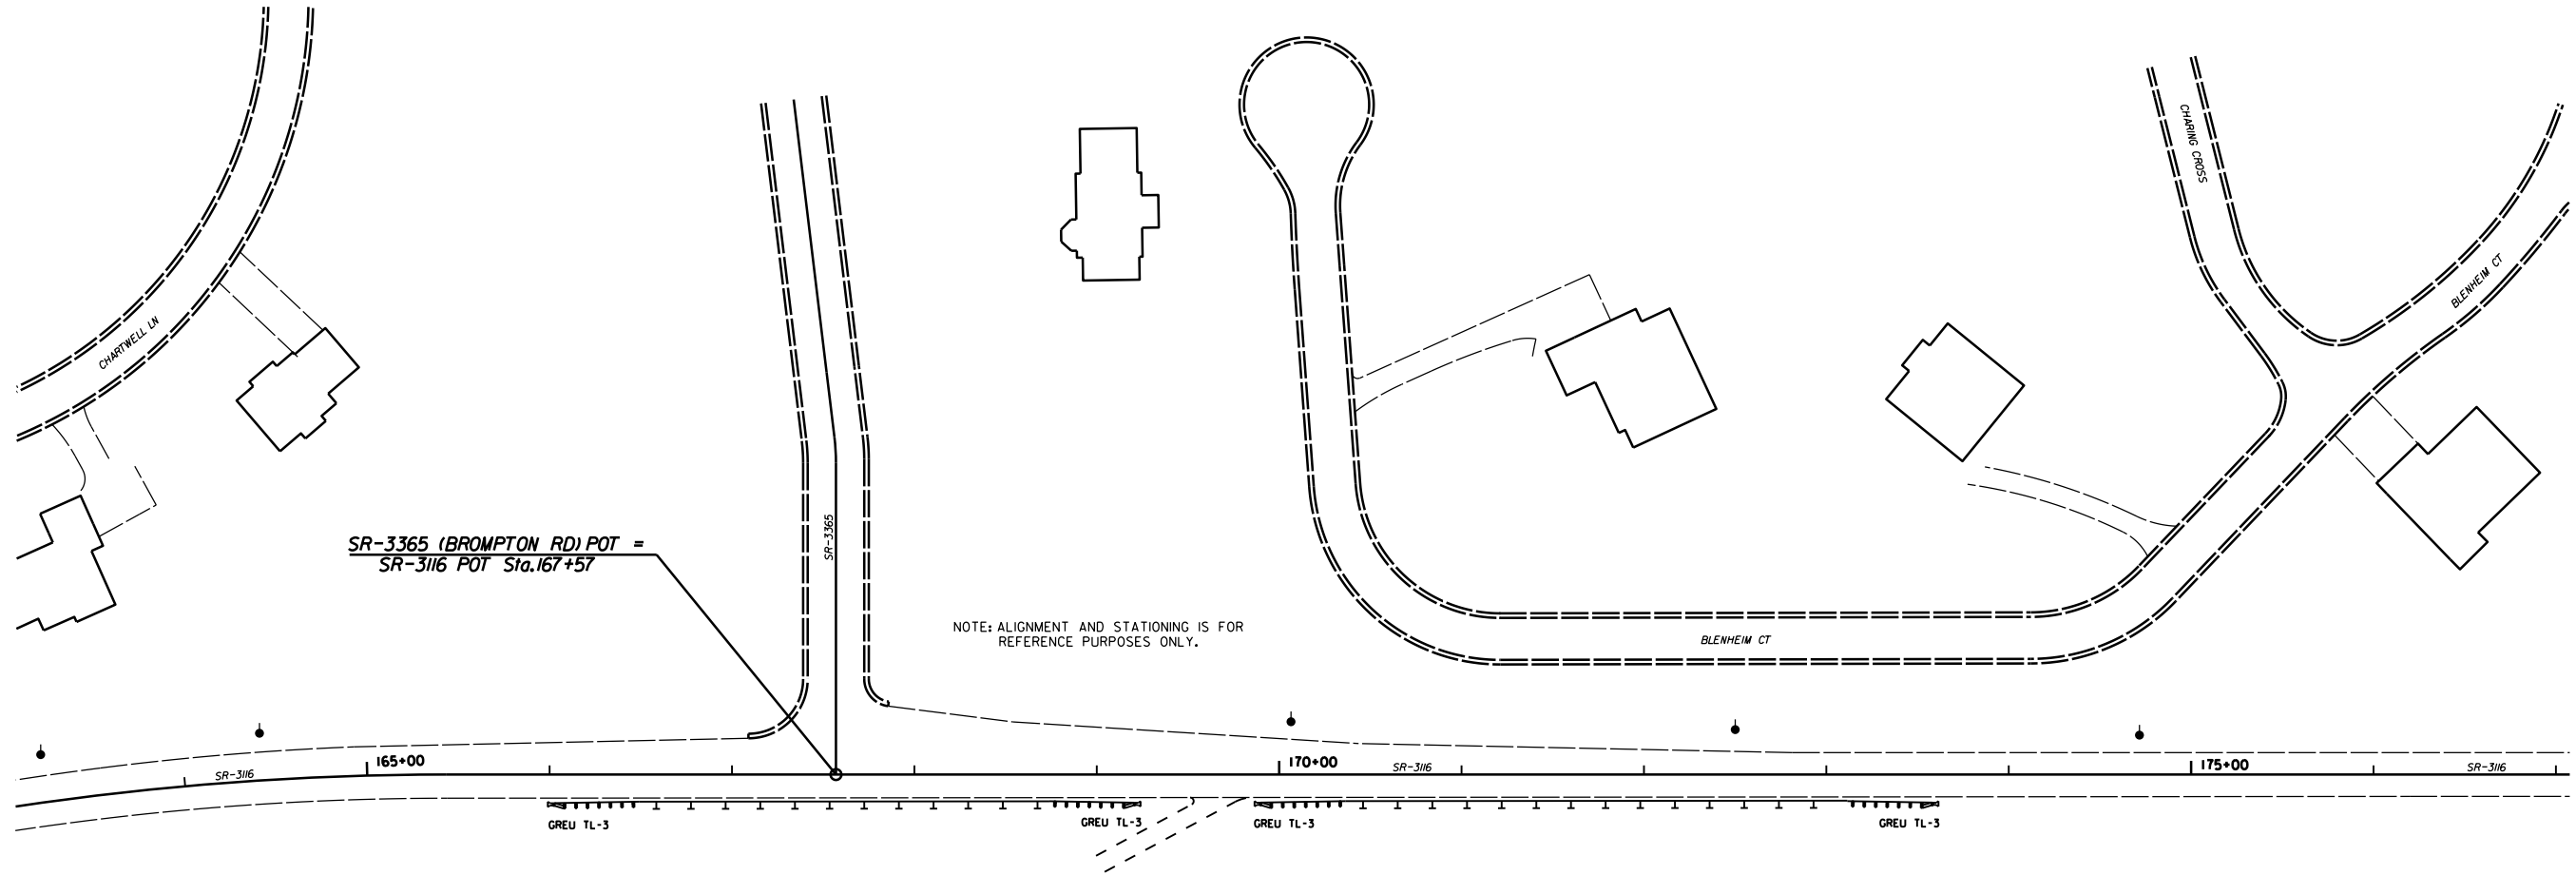 CHARING CROSS
BLENHEIM CT
CHARTWELL LN
SR-3365
SR-3365 (BROMPTON RD) POT =
SR-3116 POT Sta.167+57
NOTE: ALIGNMENT AND STATIONING IS FOR
REFERENCE PURPOSES ONLY.
BLENHEIM CT
165+00
170+00
175+00
SR-3116
SR-3116
SR-3116
GREU TL-3
GREU TL-3
GREU TL-3
GREU TL-3